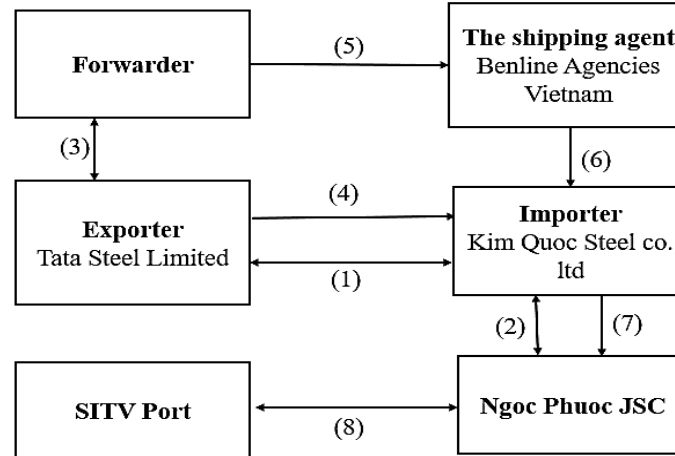 Forwarder
(5)
The shipping agent
Benline Agencies
Vietnam
(3)
(6)
Exporter
Tata Steel Limited
(4)
(1)
Importer
Kim Quoc Steel co.
ltd
(2)
(7)
SITV Port
(8)
Ngoc Phuoc JSC